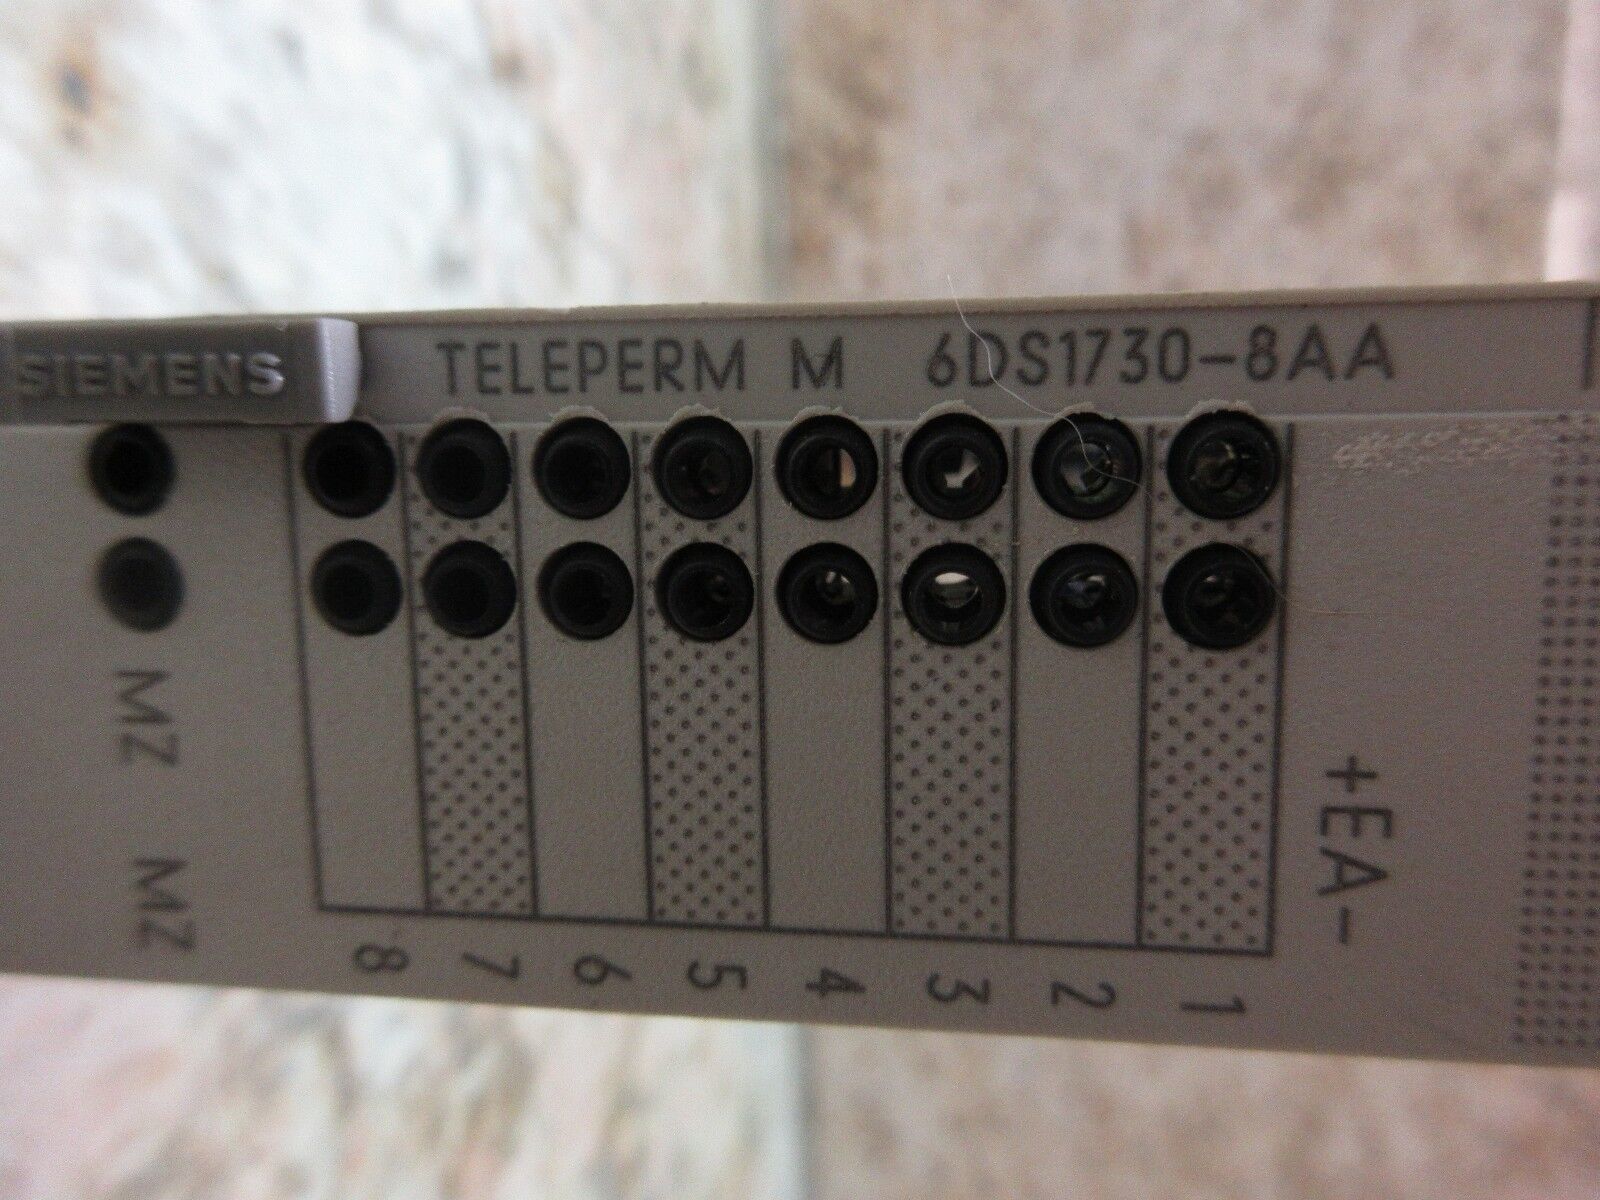 SIEMENS
TELEPERM M 6DS1730-8AA
MZ
MZ
+EA-
8
7
6
5
4
3
2
1